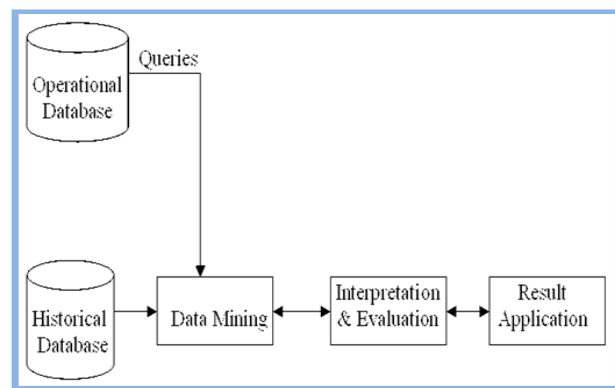 Queries
Operational
Database
Historical
Database
Data Mining
Interpretation
& Evaluation
Result
Application